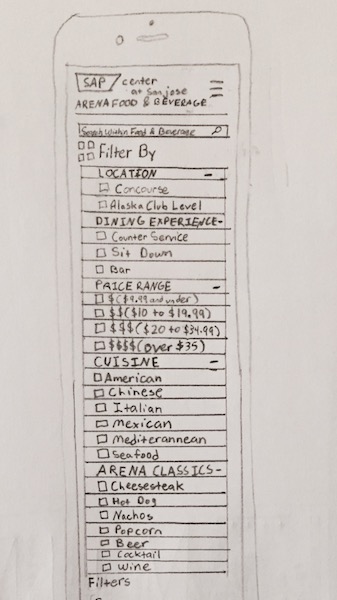 SAP center
at San Jose
ARENA FOOD & BEVERAGE
Search Within Food & Beverage
Filter By
LOCATION -
Concourse
Alaska Club Level
DINING EXPERIENCE-
Counter Service
Sit Down
Bar
PRICE RANGE -
$ ($9.99 and under)
$$($10 to $19.99)
$$$($20 to $34.99)
$$$$(over $35)
CUISINE -
American
Chinese
Italian
Mexican
Mediterannean
Seafood
ARENA CLASSICS-
Cheesesteak
Hot Dog
Nachos
Popcorn
Beer
Cocktail
Wine
Filters